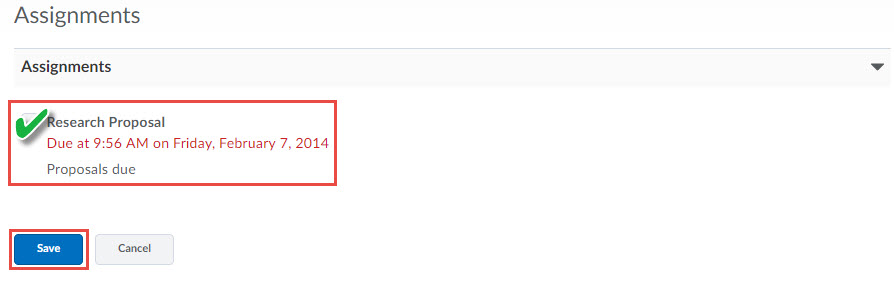 Assignments
Assignments
Research Proposal
Due at 9:56 AM on Friday, February 7, 2014
Proposals due
Save Cancel